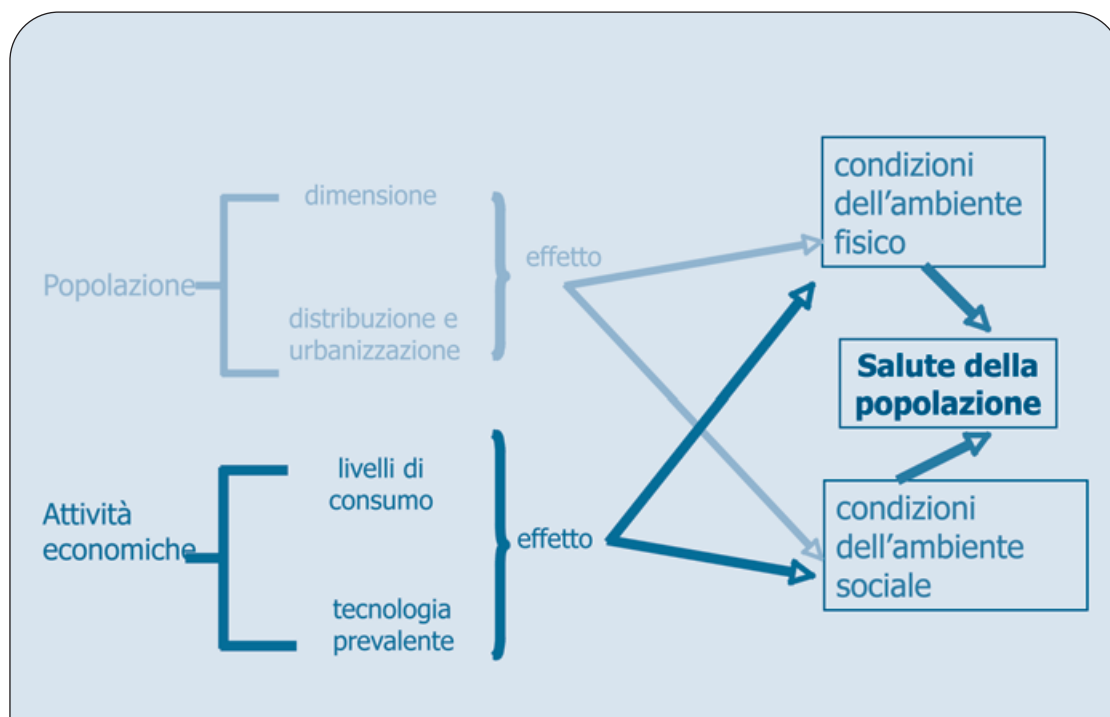 Popolazione
dimensione
distribuzione e
urbanizzazione
effetto
Attività
economiche
livelli di
consumo
tecnologia
prevalente
effetto
condizioni
dell'ambiente
fisico
Salute della
popolazione
condizioni
dell'ambiente
sociale